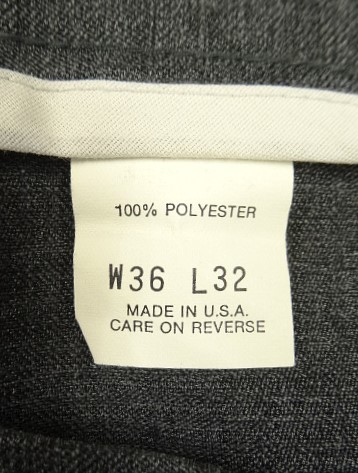 100% POLYESTER
W36 L32
MADE IN U.S.A.
CARE ON REVERSE